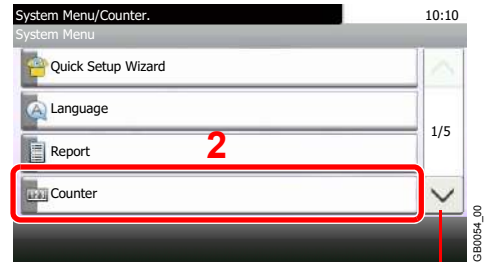 System Menu/Counter.
10:10
System Menu
Quick Setup Wizard
Language
1/5
Report
2
Counter
GB0054_00